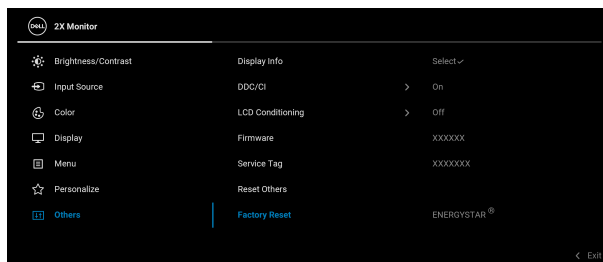 DELL 2X Monitor
Brightness/Contrast Display Info Select
Input Source DDC/CI > On
Color LCD Conditioning > Off
Display Firmware XXXXXX
Menu Service Tag XXXXXXX
Personalize Reset Others
Others Factory Reset ENERGYSTAR ®
< Exit